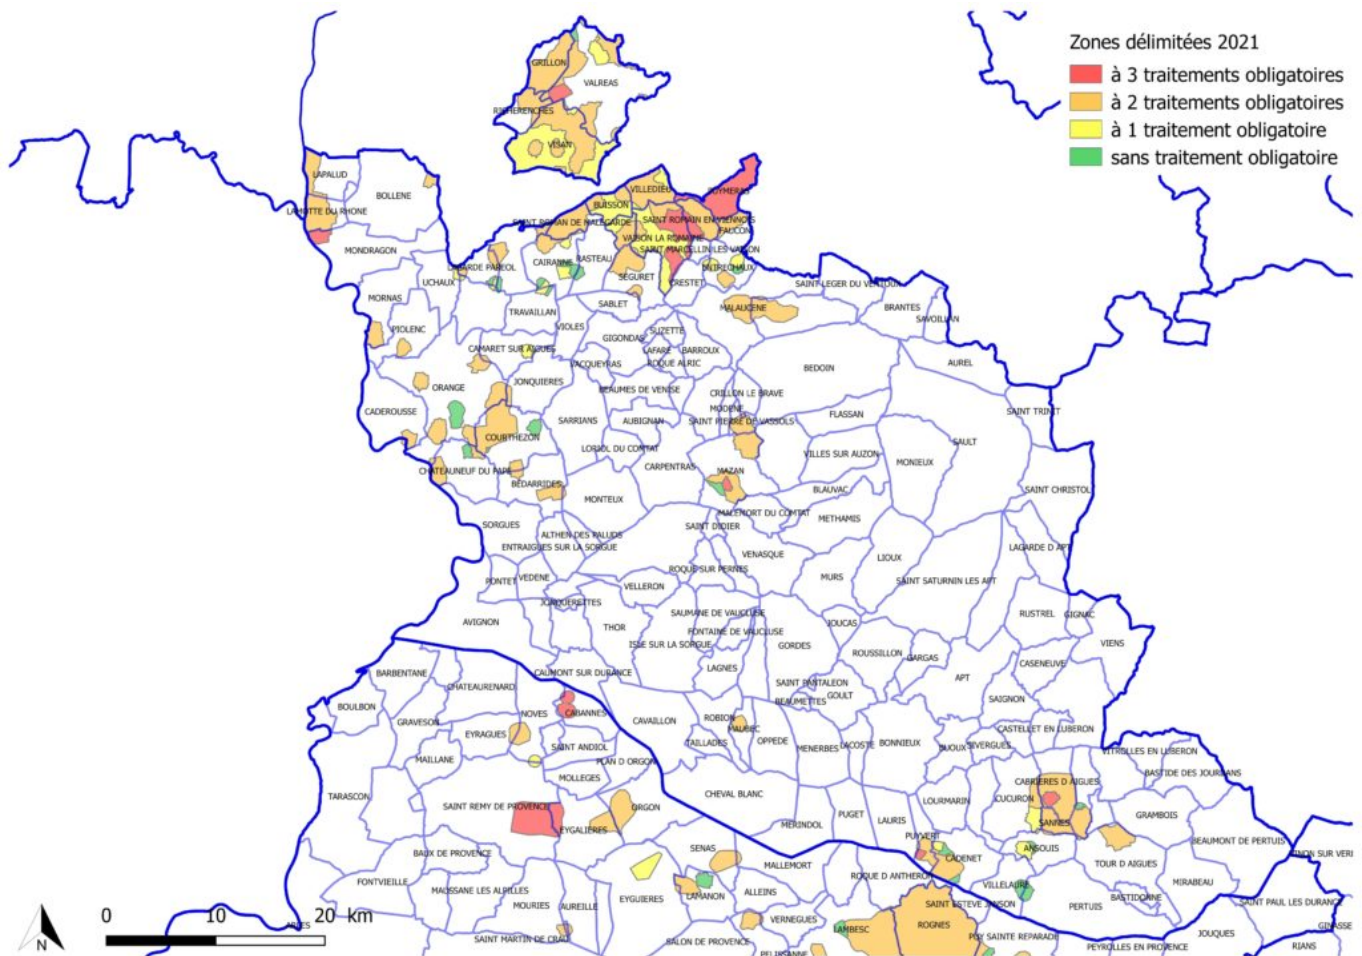 Zones délimitées 2021
à 3 traitements obligatoires
à 2 traitements obligatoires
à 1 traitement obligatoire
sans traitement obligatoire
GRILLON
VALREAS
RICHERENCHES
VISAN
LAPALUD
BOLLENE
LAMOTTE DU RHONE
MONDRAGON
VILLEDIEU
PUYMERAS
BUISSON
SAINT ROMAN DE MALEGARDE
SAINT ROMAIN EN VIENNOIS
FAUCON
VAISON LA ROMAINE
SAINT MARCELLIN LES VAISON
CAIRANNE
RASTEAU
LAGARDE PAREOL
SEGURET
ENTRECHAUX
CRESTET
UCHAUX
SAINT LEGER DU VENTOUX
MORNAS
SABLET
TRAVAILLAN
MALAUCENE
BRANTES
SAVOILLAN
PIOLENC
VIOLES
GIGONDAS
SUZETTE
CAMARET SUR AIGUES
LAFARE
BARROUX
ROQUE ALRIC
VACQUEYRAS
BEDOIN
AUREL
ORANGE
JONQUIERES
BEAUMES DE VENISE
CRILLON LE BRAVE
CADEROUSSE
MODENE
SAINT PIERRE DE VASSOLS
FLASSAN
SAINT TRINIT
SARRIANS
AUBIGNAN
COURTHEZON
SAULT
LORIOL DU COMTAT
VILLES SUR AUZON
MONIEUX
CARPENTRAS
CHATEAUNEUF DU PAPE
MAZAN
BEDARRIDES
BLAUVAC
SAINT CHRISTOL
MONTEUX
MALEMORT DU COMTAT
METHAMIS
SORGUES
SAINT DIDIER
ALTHEN DES PALUDS
ENTRAIGUES SUR LA SORGUE
VENASQUE
LAGARDE D APT
LIOUX
ROQUE SUR PERNES
PONTET
VEDENE
VELLERON
MURS
SAINT SATURNIN LES APT
JONQUERETTES
SAUMANE DE VAUCLUSE
RUSTREL
GIGNAC
AVIGNON
THOR
FONTAINE DE VAUCLUSE
JOUCAS
ISLE SUR LA SORGUE
GORDES
VIENS
ROUSSILLON
GARGAS
CASENEUVE
BARBENTANE
CAUMONT SUR DURANCE
LAGNES
APT
CHATEAURENARD
SAINT PANTALEON
GOULT
BEAUMETTES
SAIGNON
BOULBON
GRAVESON
NOVES
CABANNES
CAVAILLON
ROBION
MAUBEC
CASTELLET EN LUBERON
EYRAGUES
TAILLADES
OPPEDE
MENERBES
LACOSTE
BONNIEUX
BUOUX
SIVERGUES
SAINT ANDIOL
VITROLLES EN LUBERON
MAILLANE
PLAN D ORGON
MOLLEGES
BASTIDE DES JOURDANS
CABRIERES D AIGUES
TARASCON
CHEVAL BLANC
LOURMARIN
CUCURON
SAINT REMY DE PROVENCE
ORGON
PUGET
LAURIS
GRAMBOIS
SANNES
MERINDOL
EYGALIERES
PUYVERT
BEAUMONT DE PERTUIS
BAUX DE PROVENCE
SENAS
ANSOUIS
MALLEMORT
CADENET
TOUR D AIGUES
FONTVIEILLE
ROQUE D ANTHERON
MAUSSANE LES ALPILLES
VILLELAURE
MIRABEAU
EYGUIERES
LAMANON
ALLEINS
BASTIDONNE
MOURIES
AUREILLE
SAINT ESTEVE JANSON
PERTUIS
SAINT PAUL LES DURANCE
VERNEGUES
LAMBESC
ROGNES
PUY SAINTE REPARADE
JOUQUES
GINASSE
SAINT MARTIN DE CRAU
SALON DE PROVENCE
PEYROLLES EN PROVENCE
RIANS
PELISSANNE
0 10 20 km
N